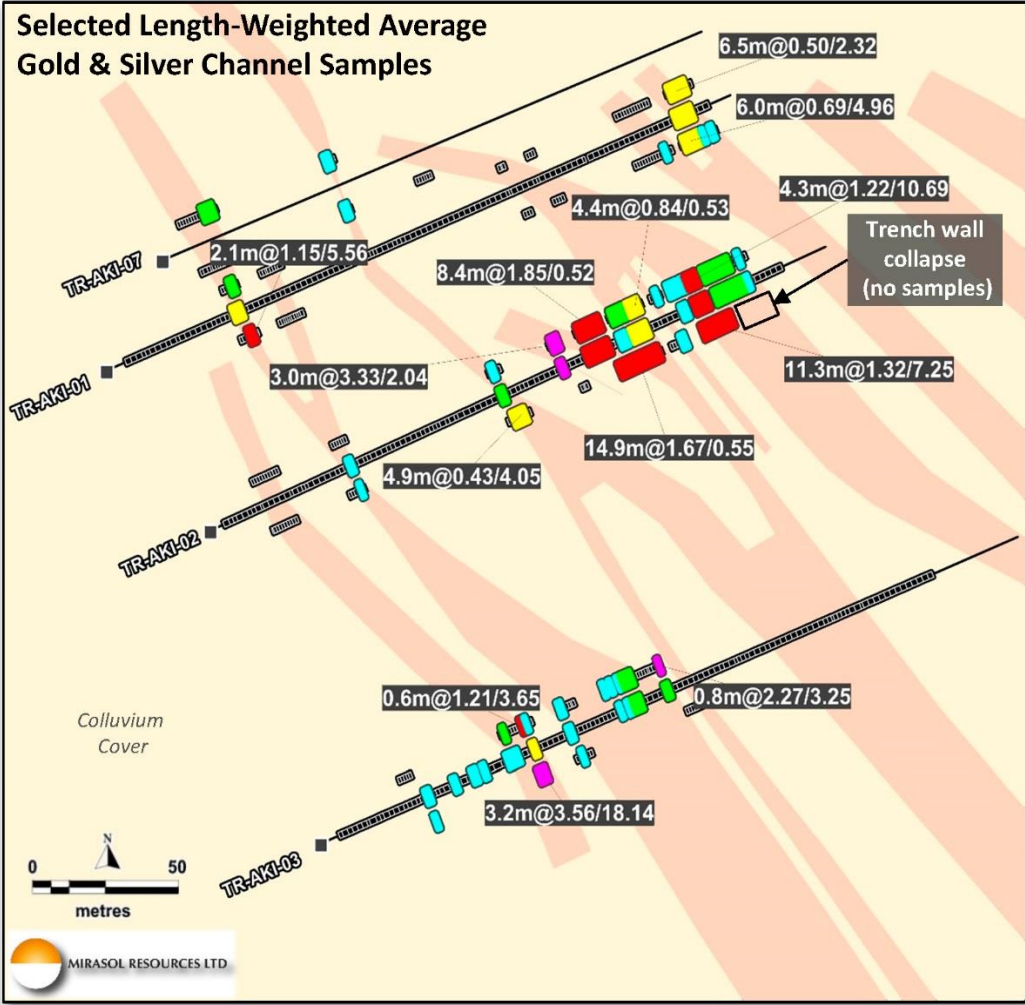 Selected Length-Weighted Average
Gold & Silver Channel Samples
6.5m@0.50/2.32
6.0m@0.69/4.96
4.3m@1.22/10.69
4.4m@0.84/0.53
Trench wall
collapse
(no samples)
TR-AKI-07
2.1m@1.15/5.56
8.4m@1.85/0.52
TR-AKI-01
3.0m@3.33/2.04
11.3m@1.32/7.25
14.9m@1.67/0.55
4.9m@0.43/4.05
TR-AKI-02
0.6m@1.21/3.65
0.8m@2.27/3.25
Colluvium
Cover
3.2m@3.56/18.14
TR-AKI-03
N
0 50
metres
MIRASOL RESOURCES LTD